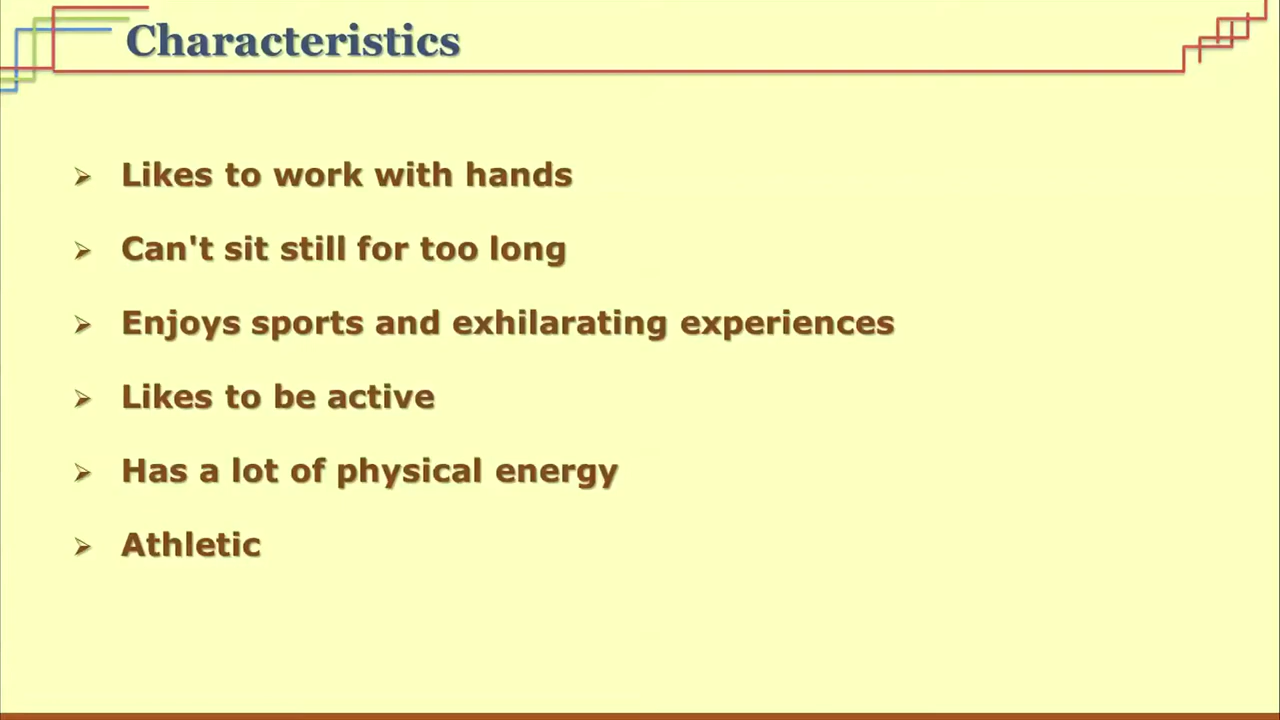 Characteristics
➢ Likes to work with hands
➢ Can't sit still for too long
➢ Enjoys sports and exhilarating experiences
➢ Likes to be active
➢ Has a lot of physical energy
➢ Athletic